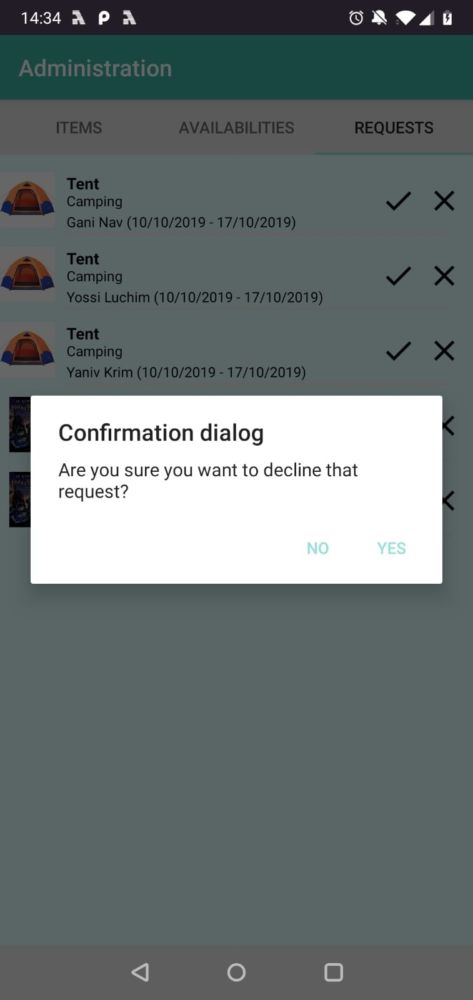 14:34
Administration
ITEMS AVAILABILITIES REQUESTS
Tent
Camping
Gani Nav (10/10/2019 - 17/10/2019)
Tent
Camping
Yossi Luchim (10/10/2019 - 17/10/2019)
Tent
Camping
Yaniv Krim (10/10/2019 - 17/10/2019)
Confirmation dialog
Are you sure you want to decline that
request?
NO YES